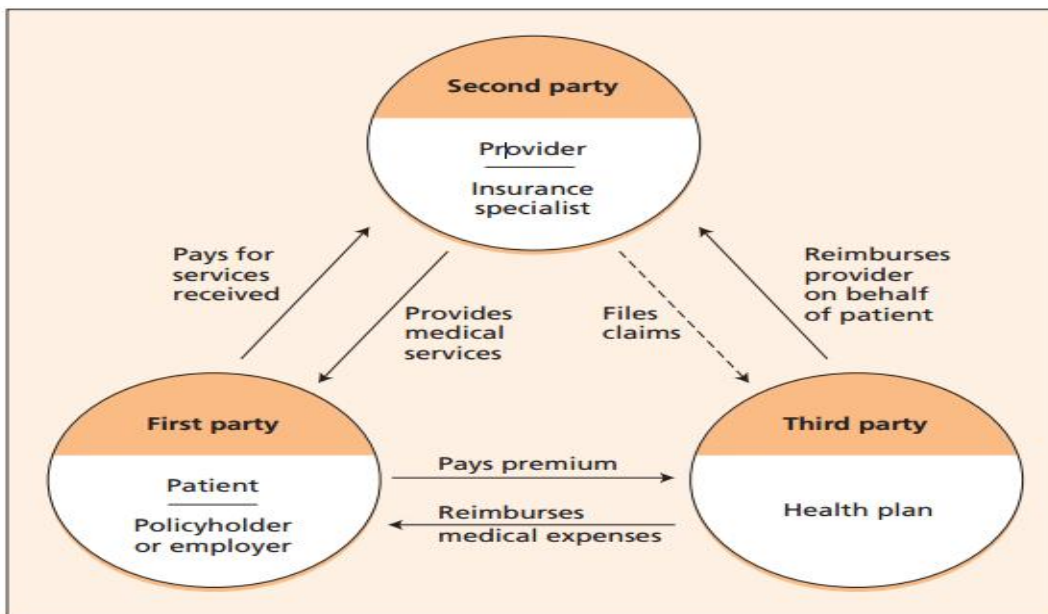 Second party
Provider
Insurance
specialist
Pays for
services
received
Provides
medical
services
Files
claims
Reimburses
provider
on behalf
of patient
First party
Patient
Policyholder
or employer
Pays premium
Reimburses
medical expenses
Third party
Health plan